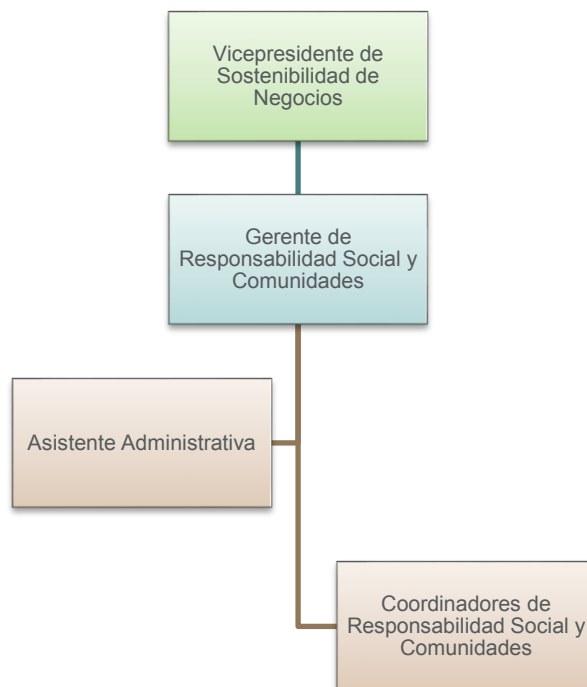 Vicepresidente de
Sostenibilidad de
Negocios
Gerente de
Responsabilidad Social y
Comunidades
Asistente Administrativa
Coordinadores de
Responsabilidad Social y
Comunidades